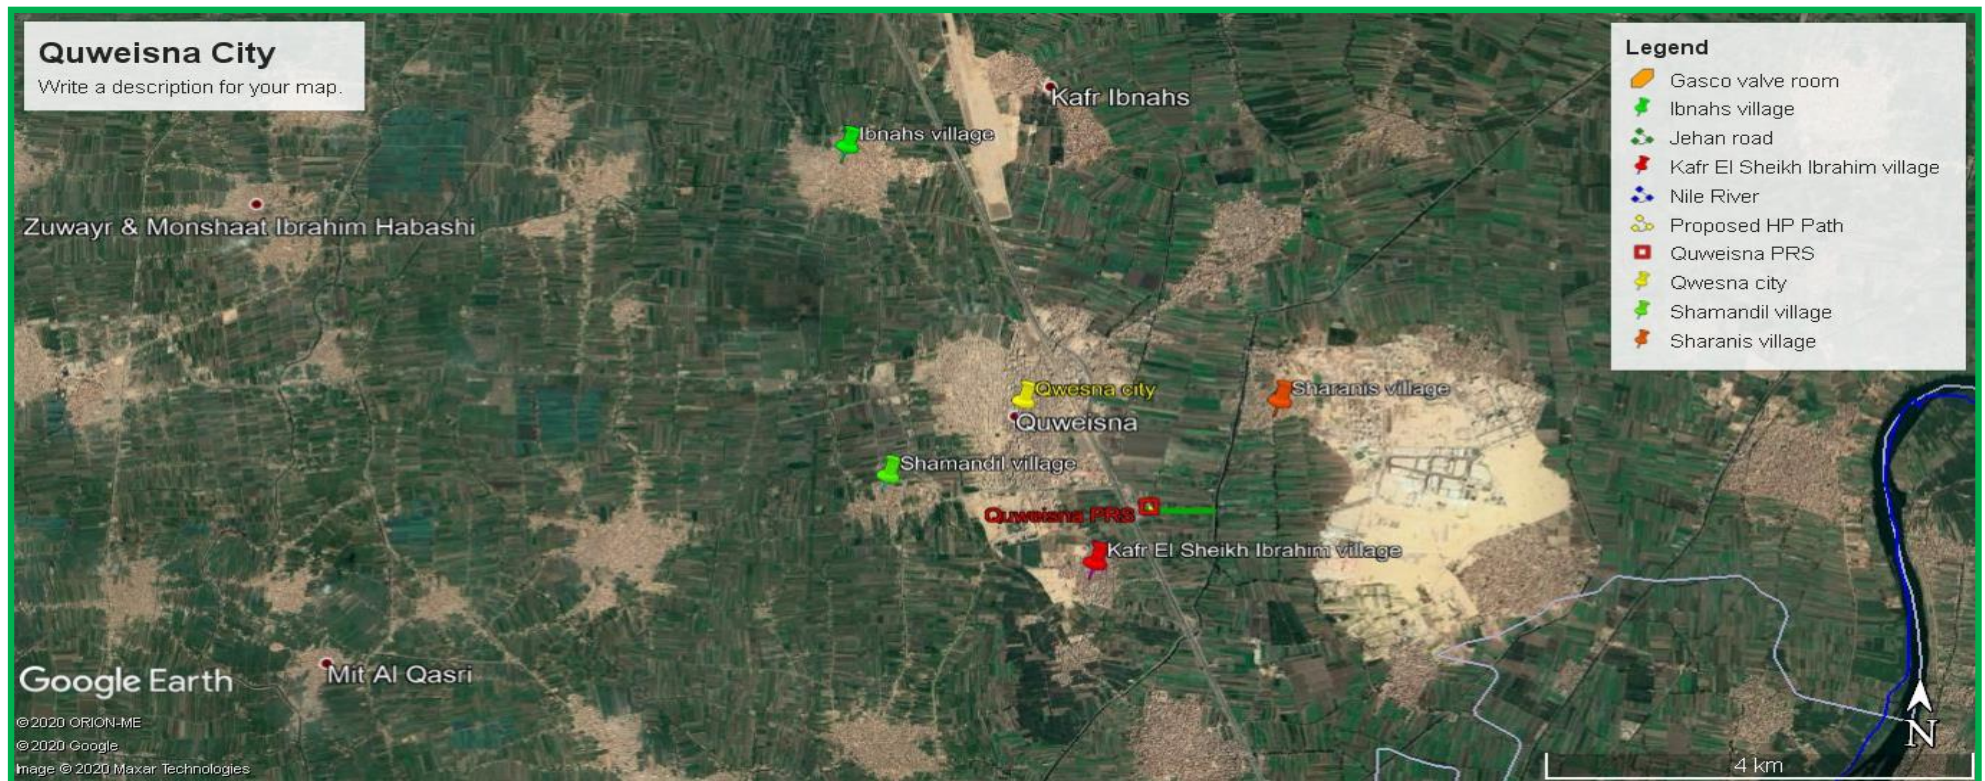 Quweisna City
Write a description for your map.
Legend
Gasco valve room
Ibnahs village
Jehan road
Kafr El Sheikh Ibrahim village
Nile River
Proposed HP Path
Quweisna PRS
Qwesna city
Shamandil village
Sharanis village
Kafr Ibnahs
Ibnahs village
Zuwayr & Monshaat Ibrahim Habashi
Qwesna city
Sharanis village
Quweisna
Shamandil village
Quweisna PRS
Kafr El Sheikh Ibrahim village
Mit Al Qasri
Google Earth
© 2020 ORION-ME
© 2020 Google
Image © 2020 Maxar Technologies
N
4 km